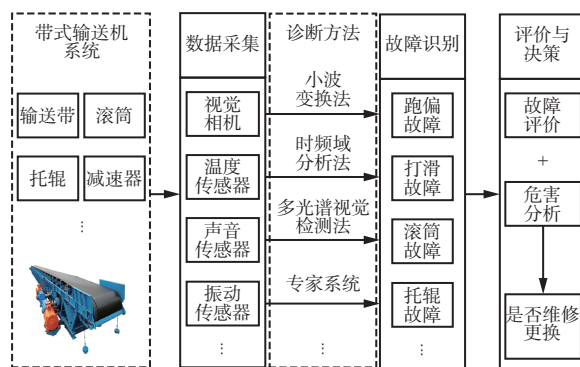 带式输送机
系统
输送带
滚筒
托辊
减速器
⋮
数据采集
视觉
相机
温度
传感器
声音
传感器
振动
传感器
⋮
诊断方法
小波
变换法
时频域
分析法
多光谱视觉
检测法
专家系统
⋮
故障识别
跑偏
故障
打滑
故障
滚筒
故障
托辊
故障
⋮
评价与
决策
故障
评价
+
危害
分析
是否维修
更换